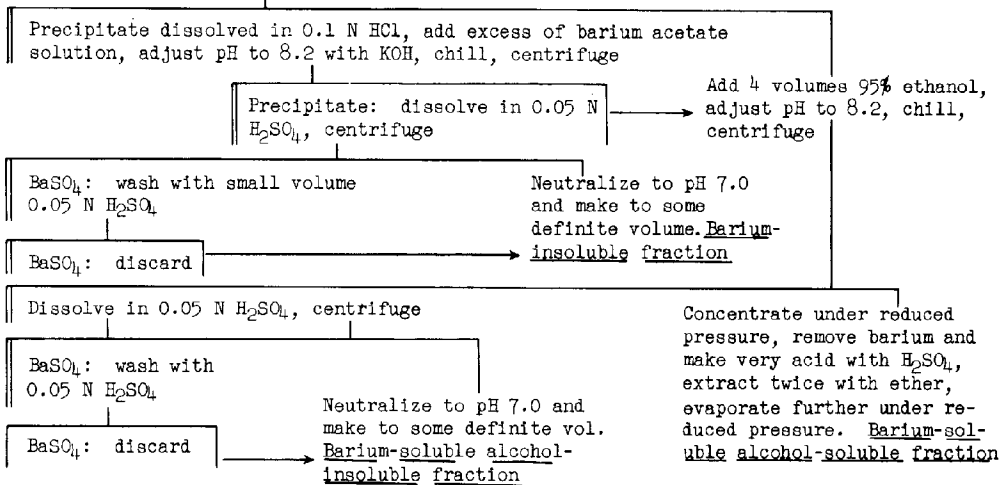 Precipitate dissolved in 0.1 N HCl, add excess of barium acetate
solution, adjust pH to 8.2 with KOH, chill, centrifuge
Precipitate: dissolve in 0.05 N
H₂SO₄, centrifuge
Add 4 volumes 95% ethanol,
adjust pH to 8.2, chill,
centrifuge
BaSO₄: wash with small volume
0.05 N H₂SO₄
Neutralize to pH 7.0
and make to some
definite volume. Barium-
insoluble fraction
BaSO₄: discard
Dissolve in 0.05 N H₂SO₄, centrifuge
Concentrate under reduced
pressure, remove barium and
make very acid with H₂SO₄,
extract twice with ether,
evaporate further under re-
duced pressure. Barium-sol-
uble alcohol-soluble fraction
BaSO₄: wash with
0.05 N H₂SO₄
Neutralize to pH 7.0 and
make to some definite vol.
Barium-soluble alcohol-
insoluble fraction
BaSO₄: discard